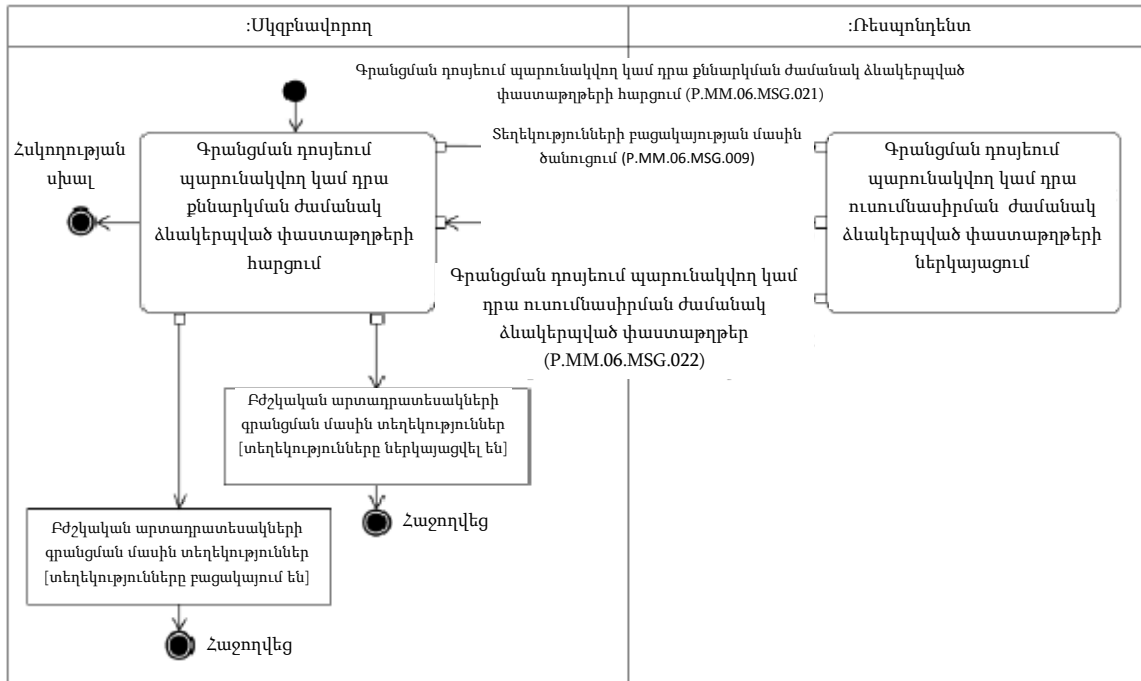 :Սկզբնավորող
:Ռեսպոնդենտ
Գրանցման դոսյեում պարունակվող կամ դրա քննարկման ժամանակ ձևակերպված
փաստաթղթերի հարցում (P.MM.06.MSG.021)
Տեղեկությունների բացակայության մասին
ծանուցում (P.MM.06.MSG.009)
Հսկողության
սխալ
Գրանցման դոսյեում
պարունակվող կամ դրա
քննարկման ժամանակ
ձևակերպված փաստաթղթերի
հարցում
Գրանցման դոսյեում
պարունակվող կամ դրա
ուսումնասիրման ժամանակ
ձևակերպված փաստաթղթերի
ներկայացում
Գրանցման դոսյեում պարունակվող կամ
դրա ուսումնասիրման ժամանակ
ձևակերպված փաստաթղթեր
(P.MM.06.MSG.022)
Բժշկական արտադրատեսակների
գրանցման մասին տեղեկություններ
[տեղեկությունները ներկայացվել են]
Հաջողվեց
Բժշկական արտադրատեսակների
գրանցման մասին տեղեկություններ
[տեղեկությունները բացակայում են]
Հաջողվեց